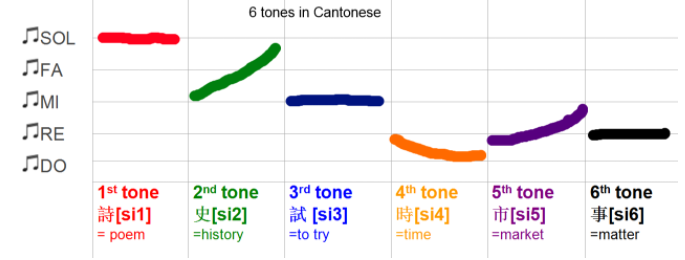 6 tones in Cantonese
🎵SOL
🎵FA
🎵MI
🎵RE
🎵DO
1st tone
詩[si1]
= poem
2nd tone
史[si2]
=history
3rd tone
試 [si3]
=to try
4th tone
時[si4]
=time
5th tone
市[si5]
=market
6th tone
事[si6]
=matter